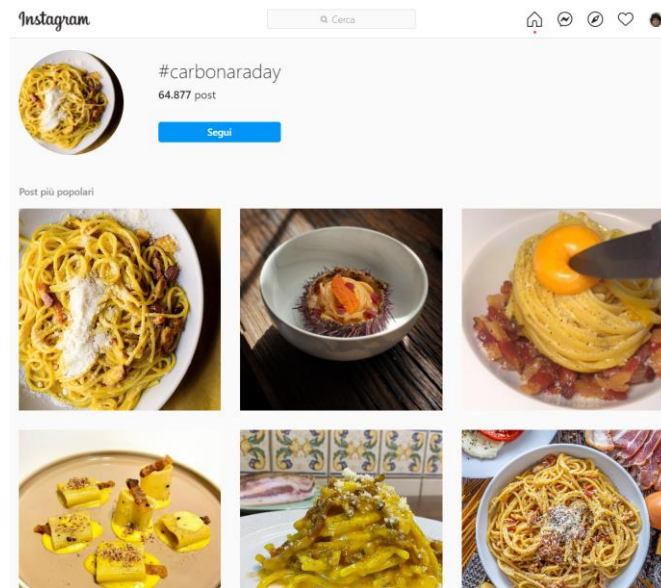 Instagram
Cerca
#carbonaraday
64.877 post
Segui
Post più popolari